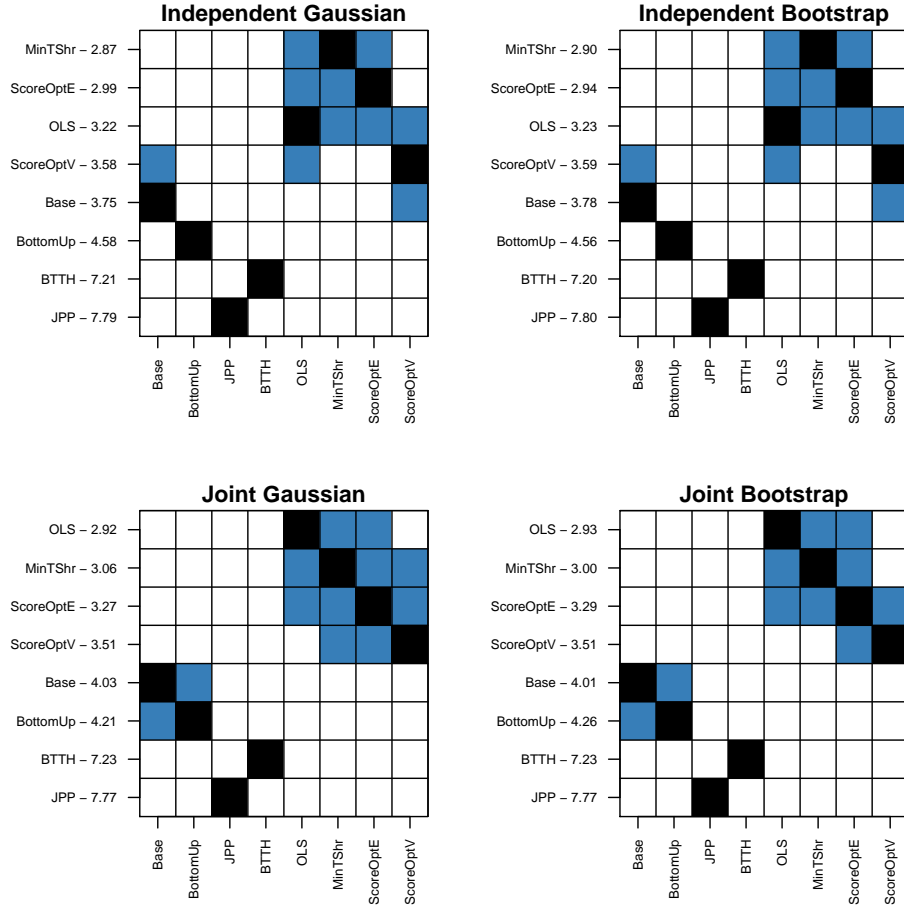 Independent Gaussian
MinTShr − 2.87
ScoreOptE − 2.99
OLS − 3.22
ScoreOptV − 3.58
Base − 3.75
BottomUp − 4.58
BTTH − 7.21
JPP − 7.79
Base
BottomUp
JPP
BTTH
OLS
MinTShr
ScoreOptE
ScoreOptV
Independent Bootstrap
MinTShr − 2.90
ScoreOptE − 2.94
OLS − 3.23
ScoreOptV − 3.59
Base − 3.78
BottomUp − 4.56
BTTH − 7.20
JPP − 7.80
Base
BottomUp
JPP
BTTH
OLS
MinTShr
ScoreOptE
ScoreOptV
Joint Gaussian
OLS − 2.92
MinTShr − 3.06
ScoreOptE − 3.27
ScoreOptV − 3.51
Base − 4.03
BottomUp − 4.21
BTTH − 7.23
JPP − 7.77
Base
BottomUp
JPP
BTTH
OLS
MinTShr
ScoreOptE
ScoreOptV
Joint Bootstrap
OLS − 2.93
MinTShr − 3.00
ScoreOptE − 3.29
ScoreOptV − 3.51
Base − 4.01
BottomUp − 4.26
BTTH − 7.23
JPP − 7.77
Base
BottomUp
JPP
BTTH
OLS
MinTShr
ScoreOptE
ScoreOptV